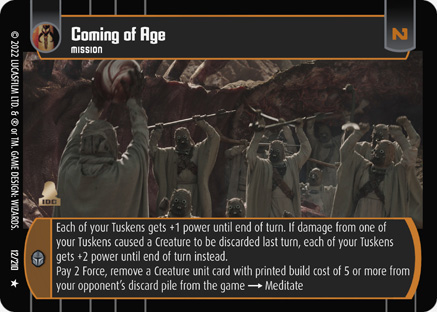 Coming of Age
MISSION
N
© 2022 LUCASFILM LTD. & ® or TM. GAME DESIGN: WIZARDS.
100
Each of your Tuskens gets +1 power until end of turn. If damage from one of
your Tuskens caused a Creature to be discarded last turn, each of your Tuskens
gets +2 power until end of turn instead.
Pay 2 Force, remove a Creature unit card with printed build cost of 5 or more from
your opponent's discard pile from the game → Meditate
12/210 ★